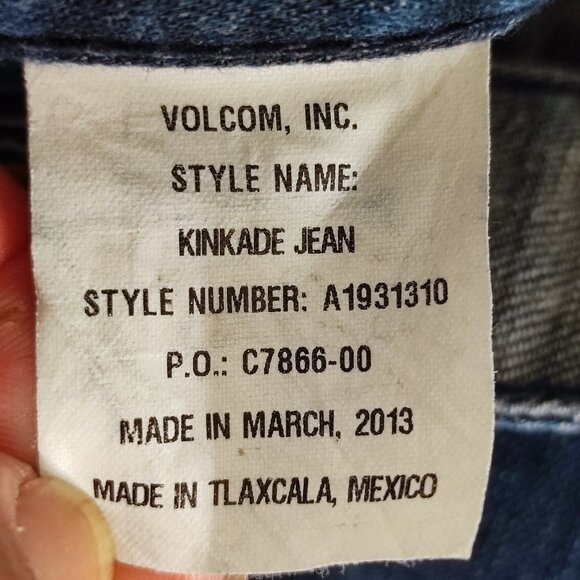 VOLCOM, INC.
STYLE NAME:
KINKADE JEAN
STYLE NUMBER: A1931310
P.O.: C7866-00
MADE IN MARCH, 2013
MADE IN TLAXCALA, MEXICO